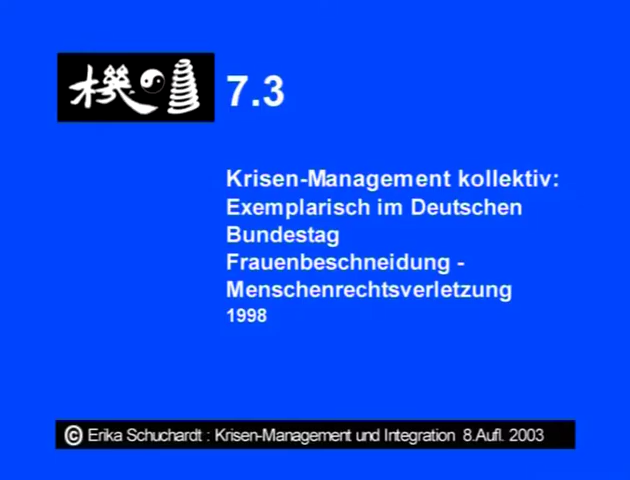 機
7.3
Krisen-Management kollektiv:
Exemplarisch im Deutschen
Bundestag
Frauenbeschneidung -
Menschenrechtsverletzung
1998
© Erika Schuchardt : Krisen-Management und Integration 8.Aufl. 2003